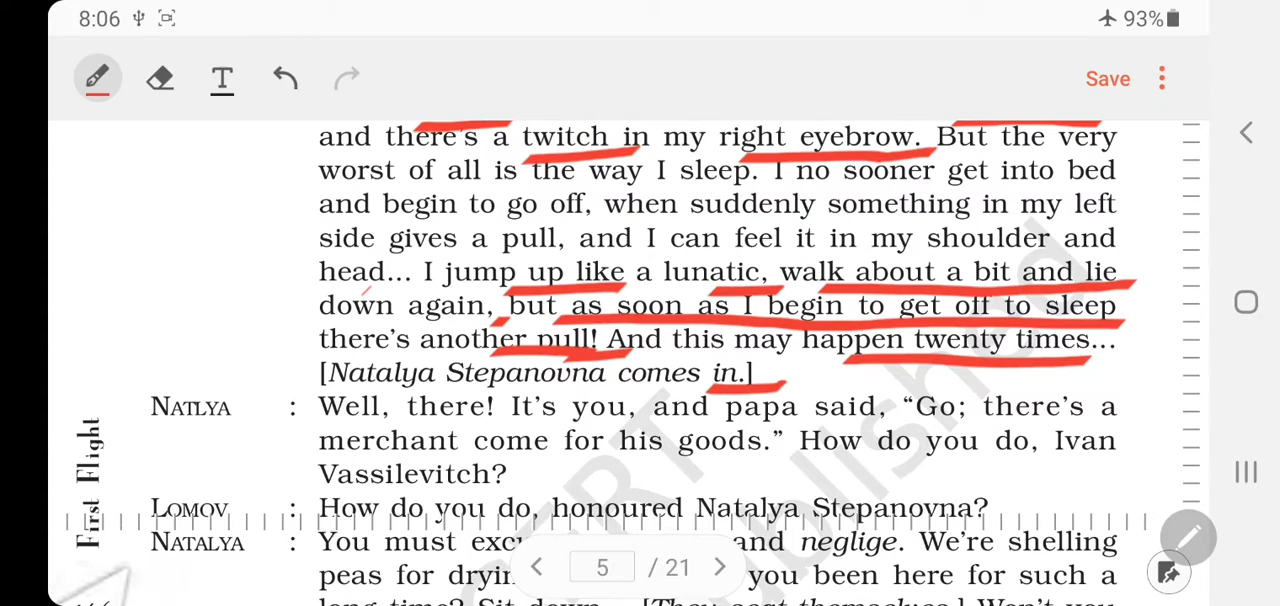 8:06
93%
T
Save
and there's a twitch in my right eyebrow. But the very
worst of all is the way I sleep. I no sooner get into bed
and begin to go off, when suddenly something in my left
side gives a pull, and I can feel it in my shoulder and
head... I jump up like a lunatic, walk about a bit and lie
down again, but as soon as I begin to get off to sleep
there's another pull! And this may happen twenty times...
[Natalya Stepanovna comes in.]
NATLYA : Well, there! It's you, and papa said, “Go; there's a
merchant come for his goods.” How do you do, Ivan
Vassilevitch?
LOMOV : How do you do, honoured Natalya Stepanovna?
NATALYA : You must and neglige. We're shelling
peas for you been here for such a
5 / 21
First Flight